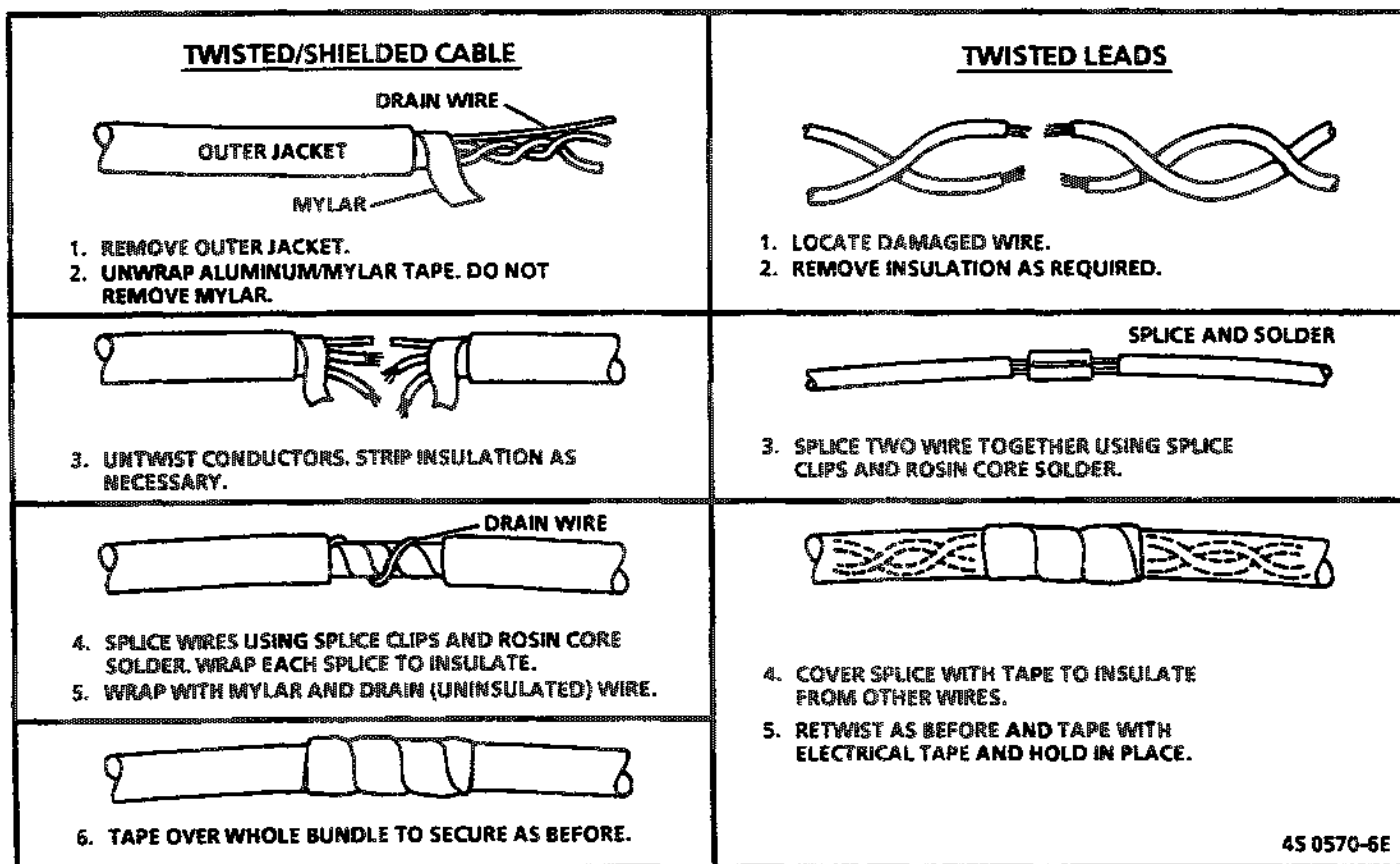 TWISTED/SHIELDED CABLE
DRAIN WIRE
OUTER JACKET
MYLAR
1. REMOVE OUTER JACKET.
2. UNWRAP ALUMINUM/MYLAR TAPE. DO NOT
REMOVE MYLAR.
3. UNTWIST CONDUCTORS. STRIP INSULATION AS
NECESSARY.
DRAIN WIRE
4. SPLICE WIRES USING SPLICE CLIPS AND ROSIN CORE
SOLDER. WRAP EACH SPLICE TO INSULATE.
5. WRAP WITH MYLAR AND DRAIN (UNINSULATED) WIRE.
6. TAPE OVER WHOLE BUNDLE TO SECURE AS BEFORE.
TWISTED LEADS
1. LOCATE DAMAGED WIRE.
2. REMOVE INSULATION AS REQUIRED.
SPLICE AND SOLDER
3. SPLICE TWO WIRE TOGETHER USING SPLICE
CLIPS AND ROSIN CORE SOLDER.
4. COVER SPLICE WITH TAPE TO INSULATE
FROM OTHER WIRES.
5. RETWIST AS BEFORE AND TAPE WITH
ELECTRICAL TAPE AND HOLD IN PLACE.
4S 0570-6E